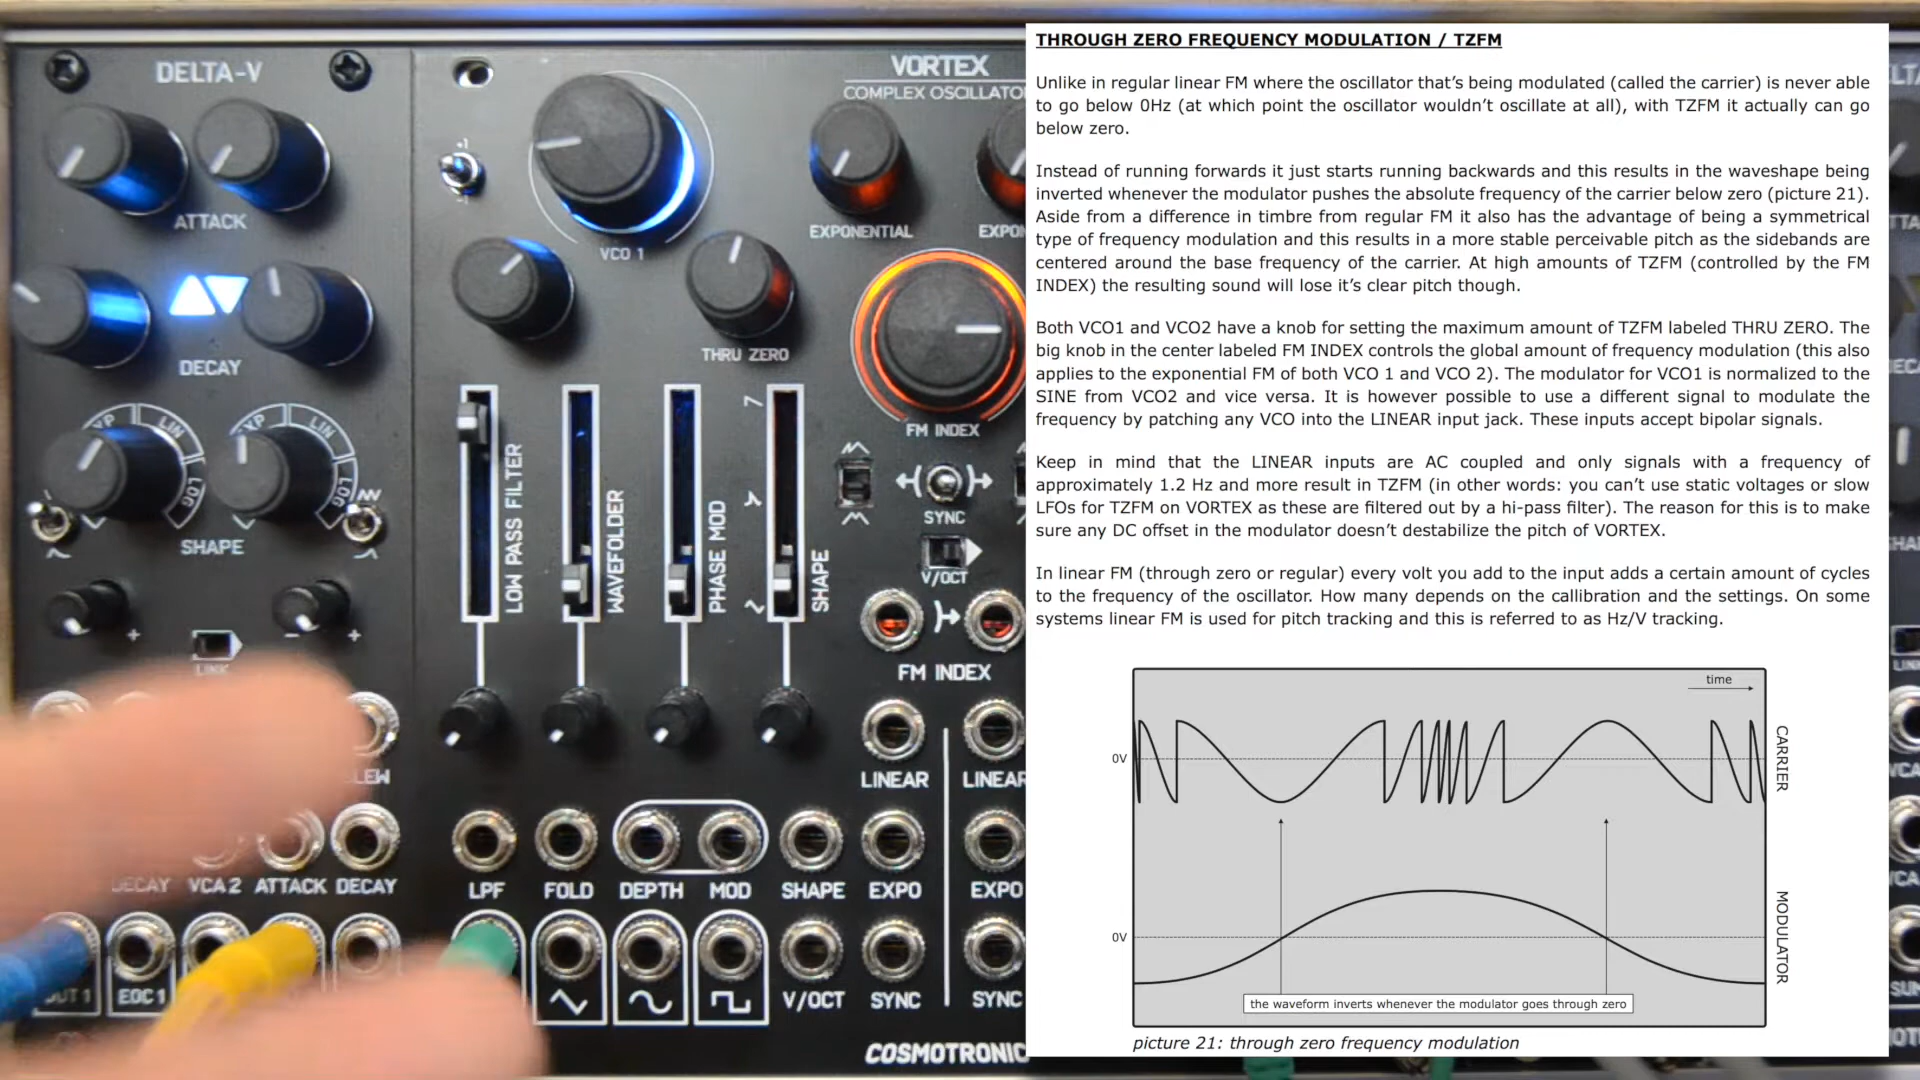 DELTA-V
ATTACK
DECAY
EXP
LIN
LOG
EXP
LIN
LOG
SHAPE
- +
LINK
SLEW
DECAY
VCA 2
ATTACK
DECAY
OUT 1
EOC 1
VORTEX
COMPLEX OSCILLATO
+1
-1
VCO 1
EXPONENTIAL
EXPON
THRU ZERO
LOW PASS FILTER
WAVEFOLDER
PHASE MOD
SHAPE
FM INDEX
SYNC
V/OCT
FM INDEX
LINEAR
LINEAR
LPF
FOLD
DEPTH
MOD
SHAPE
EXPO
EXPO
V/OCT
SYNC
SYNC
COSMOTRONIC
THROUGH ZERO FREQUENCY MODULATION / TZFM
Unlike in regular linear FM where the oscillator that’s being modulated (called the carrier) is never able
to go below 0Hz (at which point the oscillator wouldn’t oscillate at all), with TZFM it actually can go
below zero.
Instead of running forwards it just starts running backwards and this results in the waveshape being
inverted whenever the modulator pushes the absolute frequency of the carrier below zero (picture 21).
Aside from a difference in timbre from regular FM it also has the advantage of being a symmetrical
type of frequency modulation and this results in a more stable perceivable pitch as the sidebands are
centered around the base frequency of the carrier. At high amounts of TZFM (controlled by the FM
INDEX) the resulting sound will lose it’s clear pitch though.
Both VCO1 and VCO2 have a knob for setting the maximum amount of TZFM labeled THRU ZERO. The
big knob in the center labeled FM INDEX controls the global amount of frequency modulation (this also
applies to the exponential FM of both VCO 1 and VCO 2). The modulator for VCO1 is normalized to the
SINE from VCO2 and vice versa. It is however possible to use a different signal to modulate the
frequency by patching any VCO into the LINEAR input jack. These inputs accept bipolar signals.
Keep in mind that the LINEAR inputs are AC coupled and only signals with a frequency of
approximately 1.2 Hz and more result in TZFM (in other words: you can’t use static voltages or slow
LFOs for TZFM on VORTEX as these are filtered out by a hi-pass filter). The reason for this is to make
sure any DC offset in the modulator doesn’t destabilize the pitch of VORTEX.
In linear FM (through zero or regular) every volt you add to the input adds a certain amount of cycles
to the frequency of the oscillator. How many depends on the callibration and the settings. On some
systems linear FM is used for pitch tracking and this is referred to as Hz/V tracking.
time
0V
CARRIER
0V
MODULATOR
the waveform inverts whenever the modulator goes through zero
picture 21: through zero frequency modulation